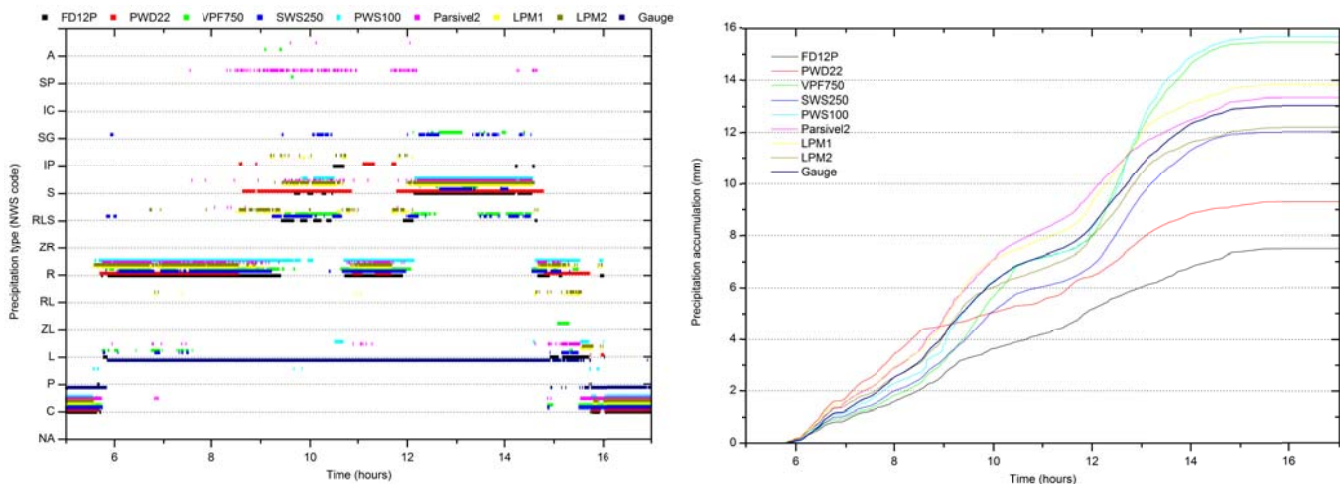 FD12P PWD22 VPF750 SWS250 PWS100 Parsivel2 LPM1 LPM2 Gauge
Precipitation type (NWS code)
A
SP
IC
SG
IP
S
RLS
ZR
R
RL
ZL
L
P
C
NA
6 8 10 12 14 16
Time (hours)
Precipitation accumulation (mm)
16
14
12
10
8
6
4
2
0
FD12P
PWD22
VPF750
SWS250
PWS100
Parsivel2
LPM1
LPM2
Gauge
6 8 10 12 14 16
Time (hours)